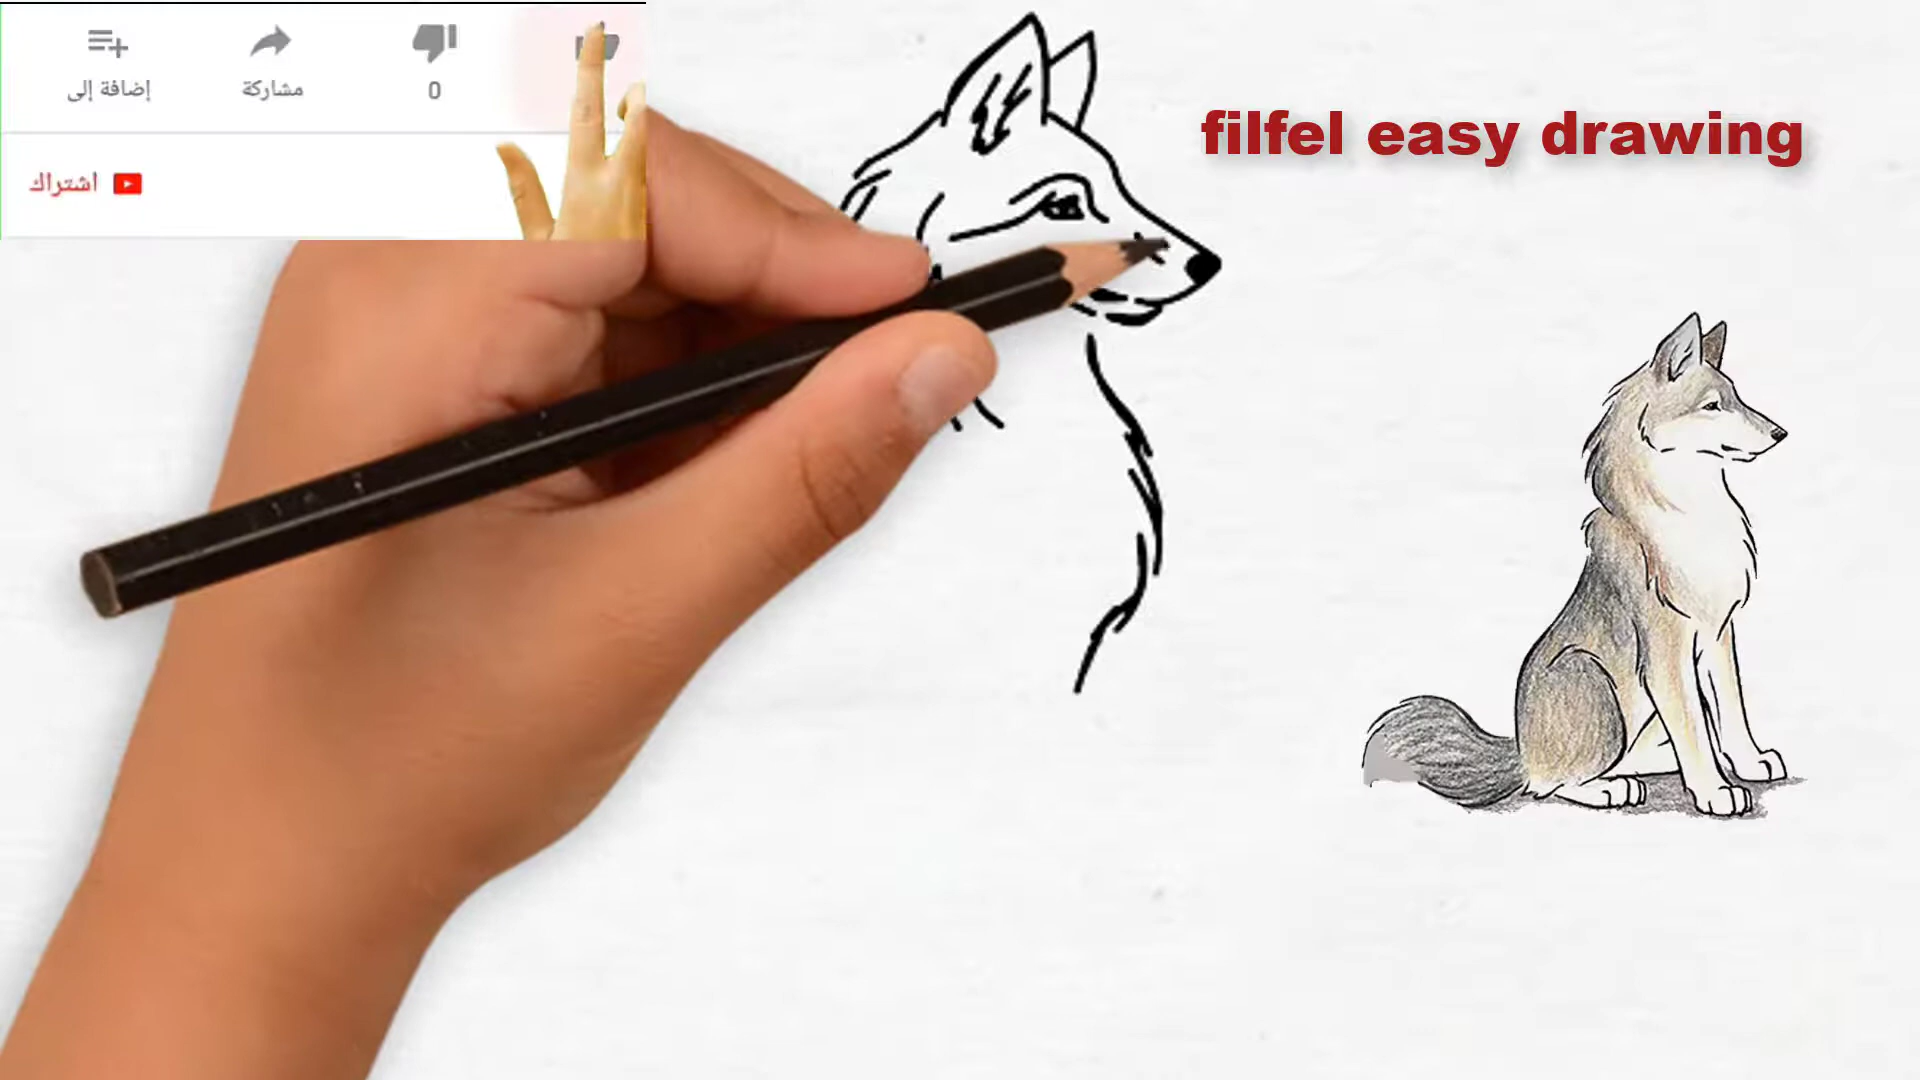 إضافة إلى
مشاركة
0
اشتراك
filfel easy drawing